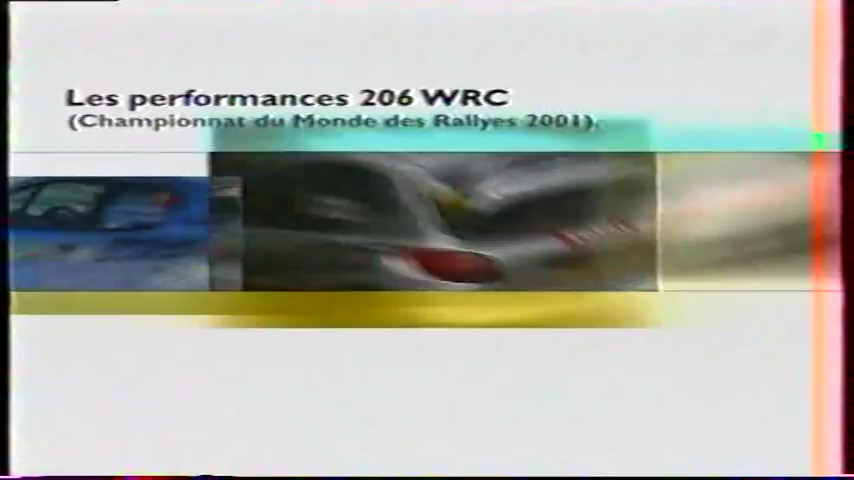 Les performances 206 WRC
(Championnat du Monde des Rallyes 2001).